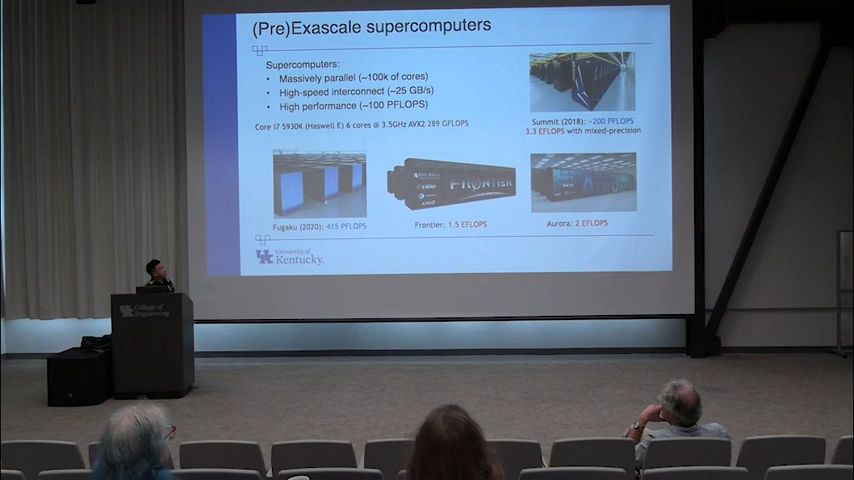 (Pre)Exascale supercomputers
Supercomputers:
• Massively parallel (~100k of cores)
• High-speed interconnect (~25 GB/s)
• High performance (~100 PFLOPS)
Core i7 5930K (Haswell E) 6 cores @ 3.5GHz AVX2 289 GFLOPS
Summit (2018): ~200 PFLOPS
3.3 EFLOPS with mixed-precision
FRONTIER
Fugaku (2020): 415 PFLOPS
Frontier: 1.5 EFLOPS
Aurora: 2 EFLOPS
UK University of
Kentucky
UK College of
Engineering